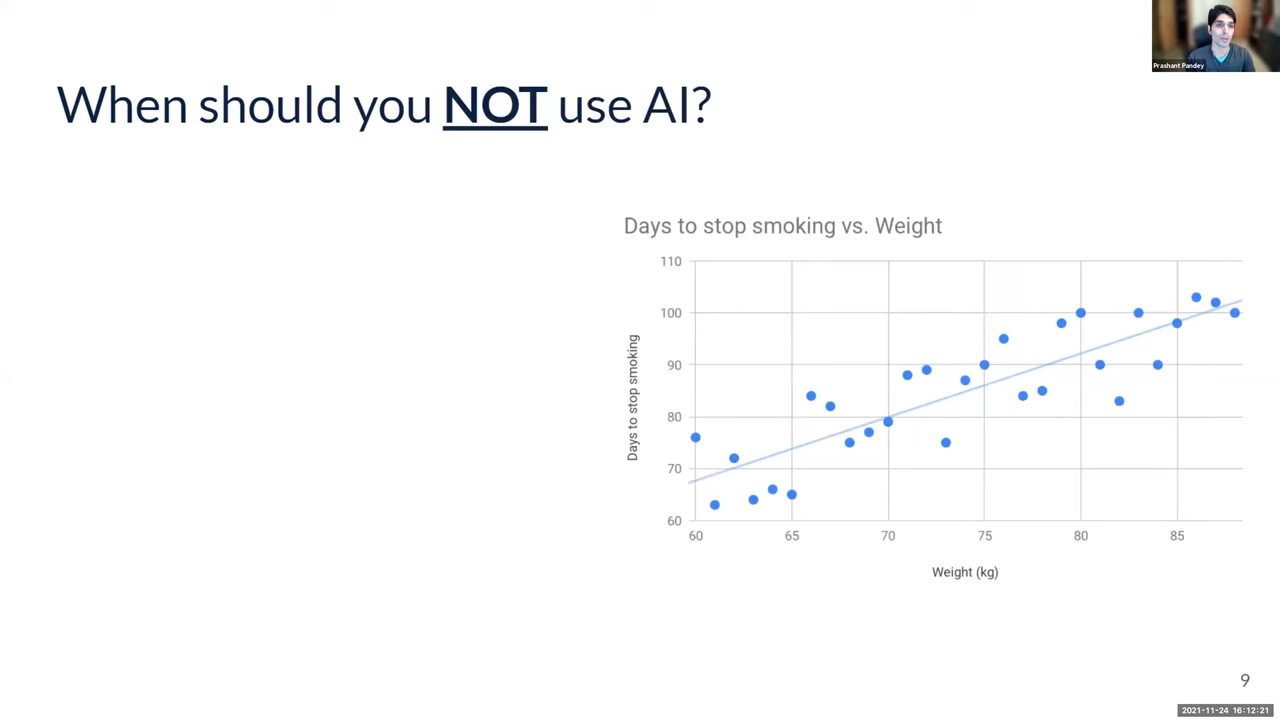 Prashant Pandey
When should you NOT use AI?
Days to stop smoking vs. Weight
110
100
90
80
70
60
Days to stop smoking
60 65 70 75 80 85
Weight (kg)
9
2021-11-24 16:12:21